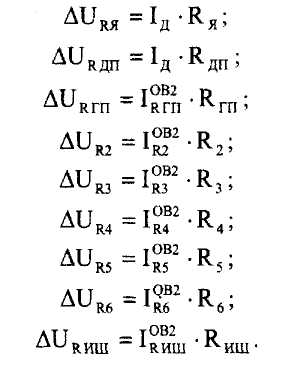 ΔU_RЯ = I_Д · R_Я;
ΔU_RДП = I_Д · R_ДП;
ΔU_RГП = I_RГП^ОВ2 · R_ГП;
ΔU_R2 = I_R2^ОВ2 · R_2;
ΔU_R3 = I_R3^ОВ2 · R_3;
ΔU_R4 = I_R4^ОВ2 · R_4;
ΔU_R5 = I_R5^ОВ2 · R_5;
ΔU_R6 = I_R6^QВ2 · R_6;
ΔU_RИШ = I_RИШ^ОВ2 · R_ИШ.